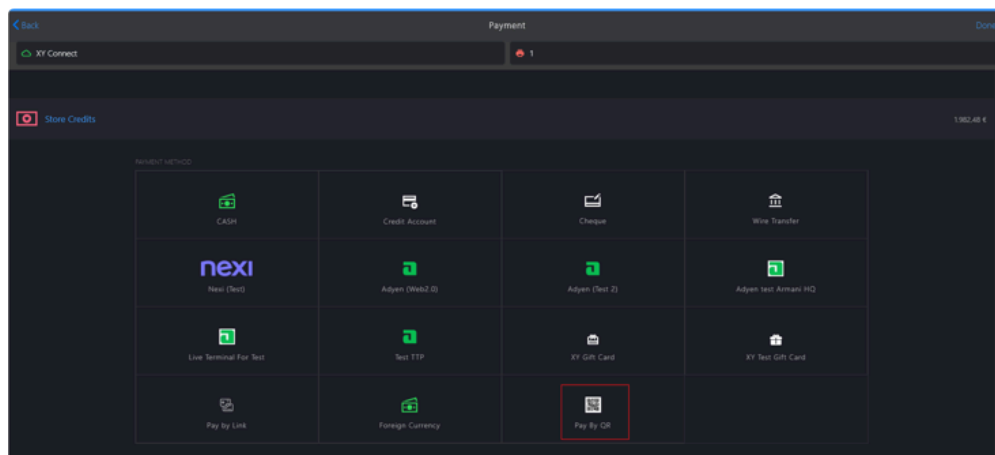 Back
Payment
Done
XY Connect
1
Store Credits
1.982,48 €
PAYMENT METHOD
CASH
Credit Account
Cheque
Wire Transfer
nexi
Nexi (Test)
Adyen (Web2.0)
Adyen (Test 2)
Adyen test Armani HQ
Live Terminal For Test
Test TTP
XY Gift Card
XY Test Gift Card
Pay by Link
Foreign Currency
Pay By QR